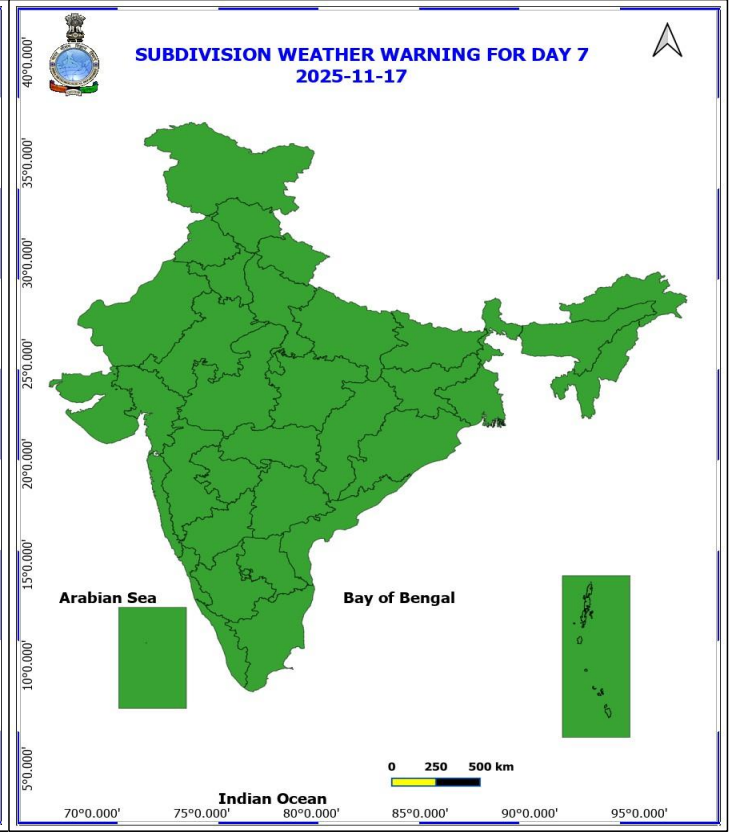 SUBDIVISION WEATHER WARNING FOR DAY 7
2025-11-17
40°0.000'
35°0.000'
30°0.000'
25°0.000'
20°0.000'
15°0.000'
10°0.000'
5°0.000'
Arabian Sea
Bay of Bengal
0 250 500 km
Indian Ocean
70°0.000' 75°0.000' 80°0.000' 85°0.000' 90°0.000' 95°0.000'